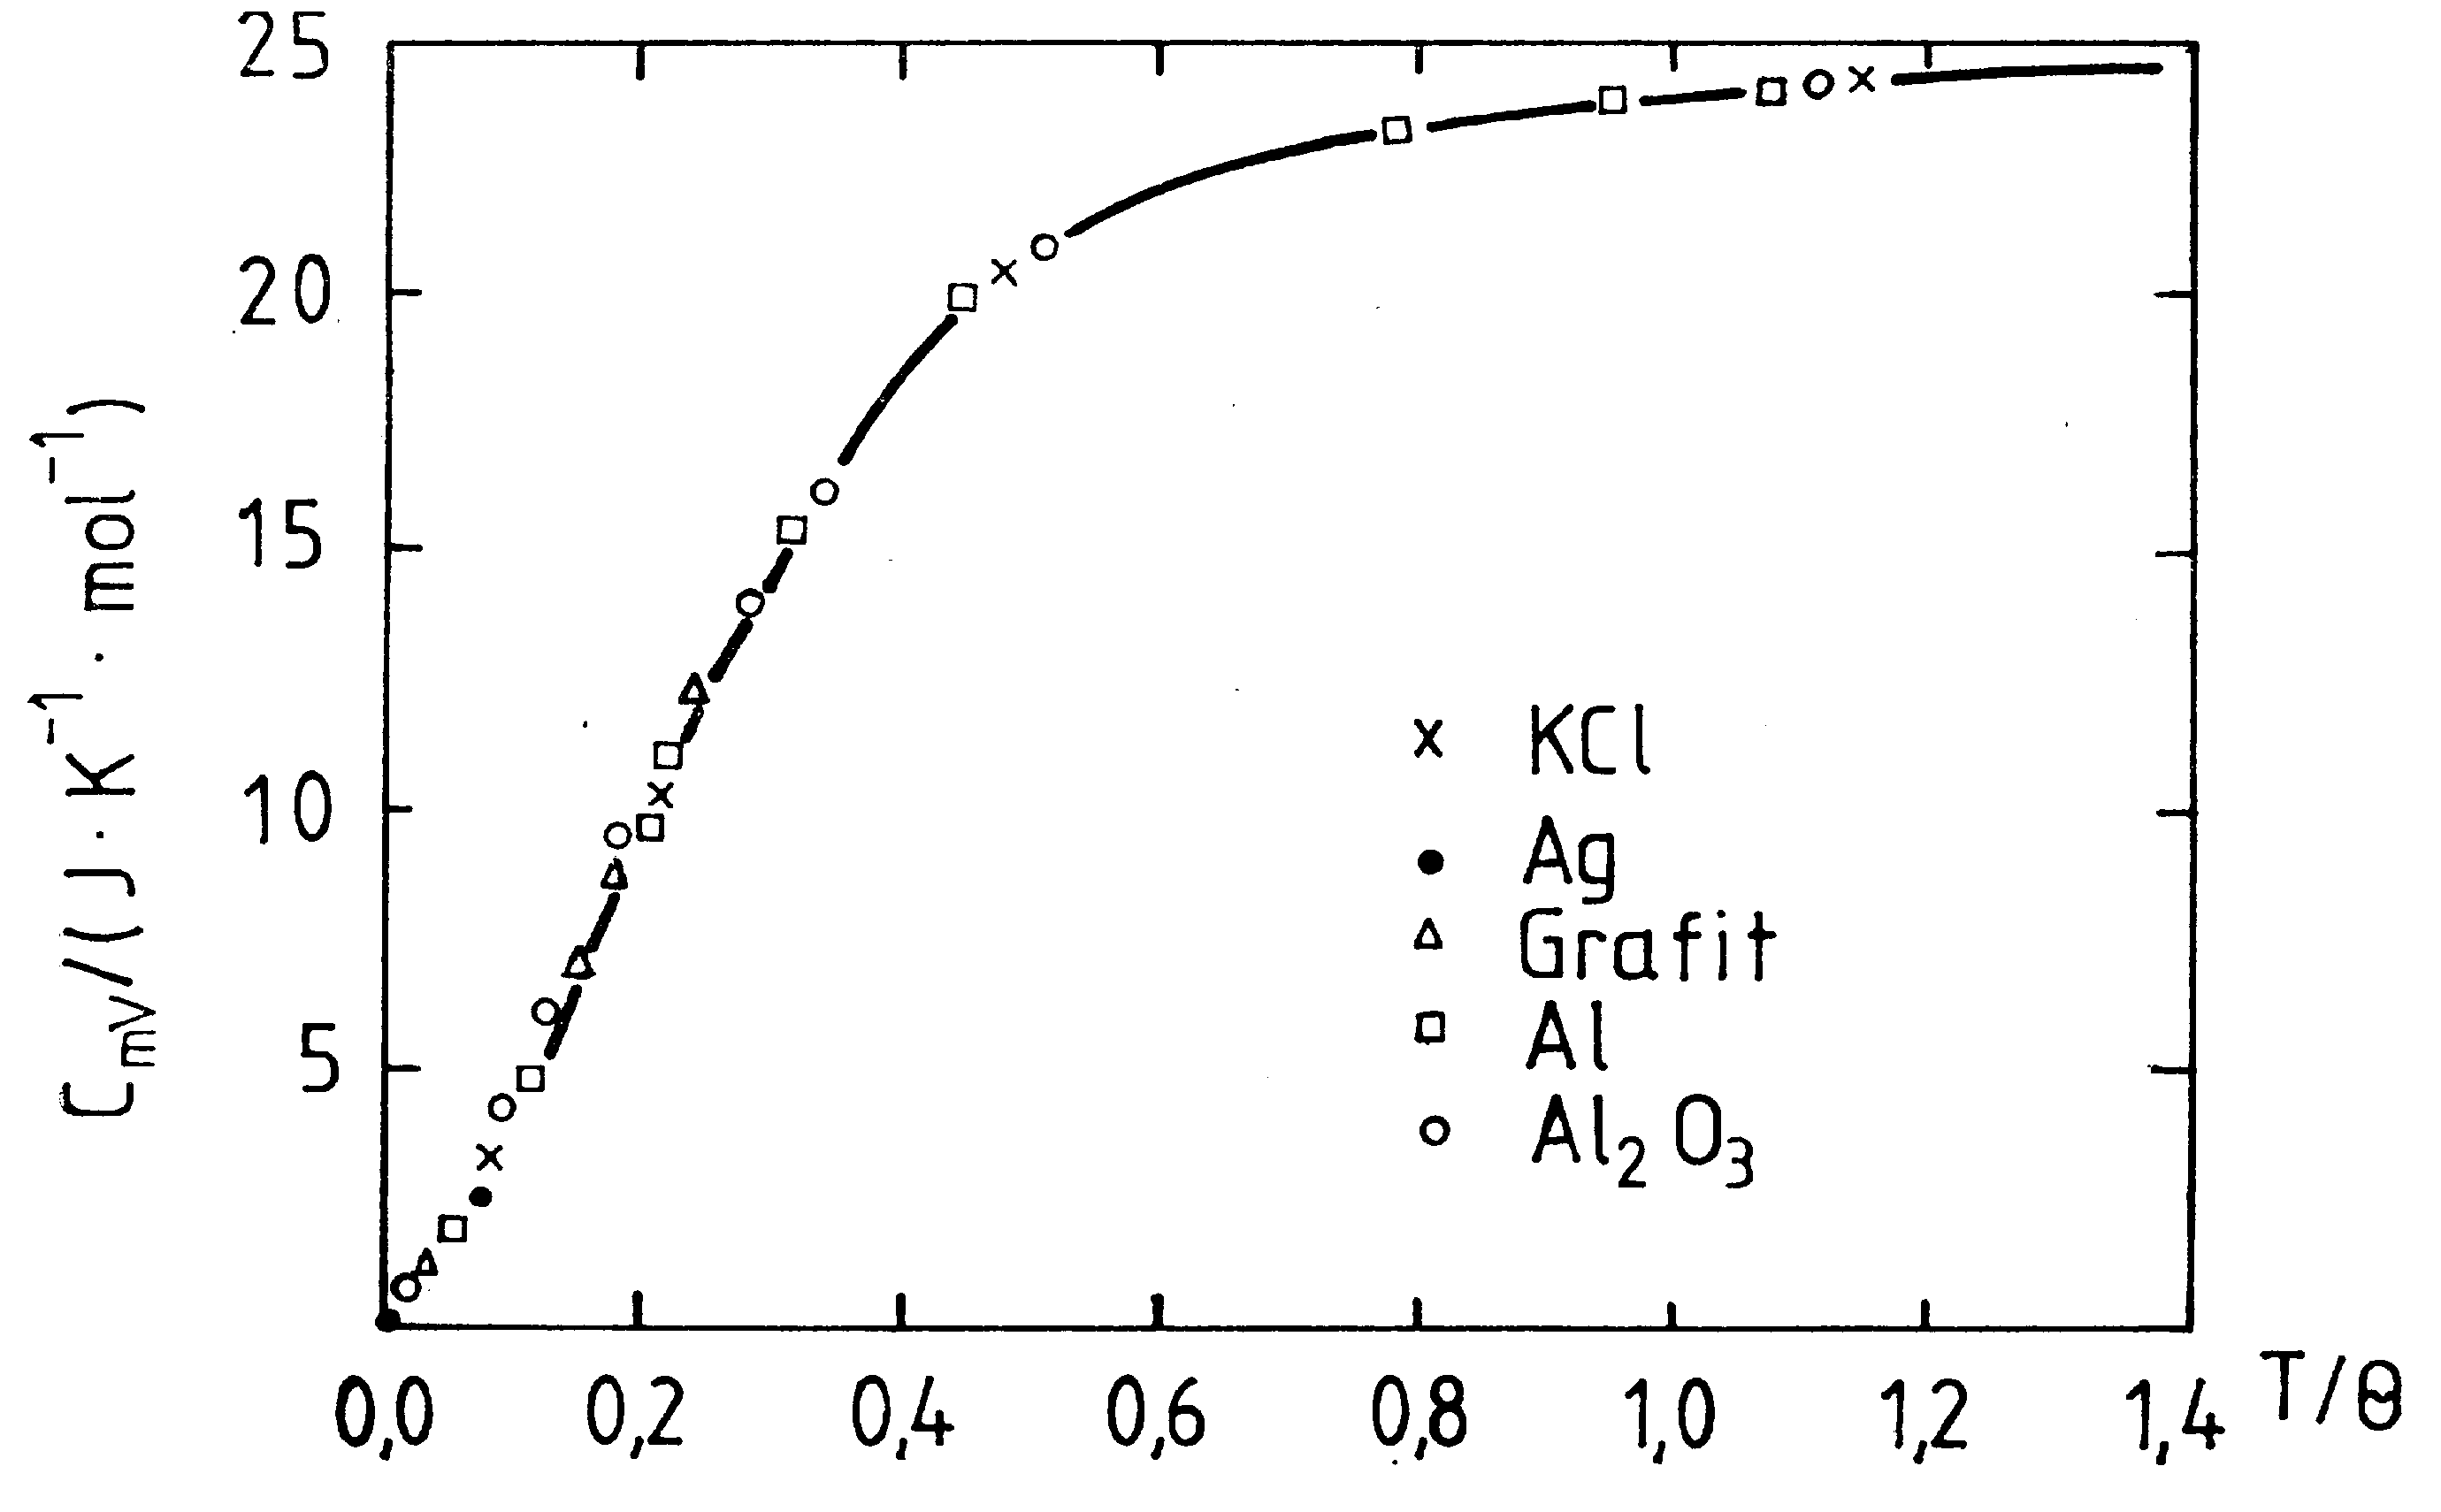 25
20
15
10
5
C_mV/(J·K⁻¹·mol⁻¹)
× KCl
● Ag
△ Grafit
□ Al
○ Al₂O₃
0,0 0,2 0,4 0,6 0,8 1,0 1,2 1,4 T/Θ